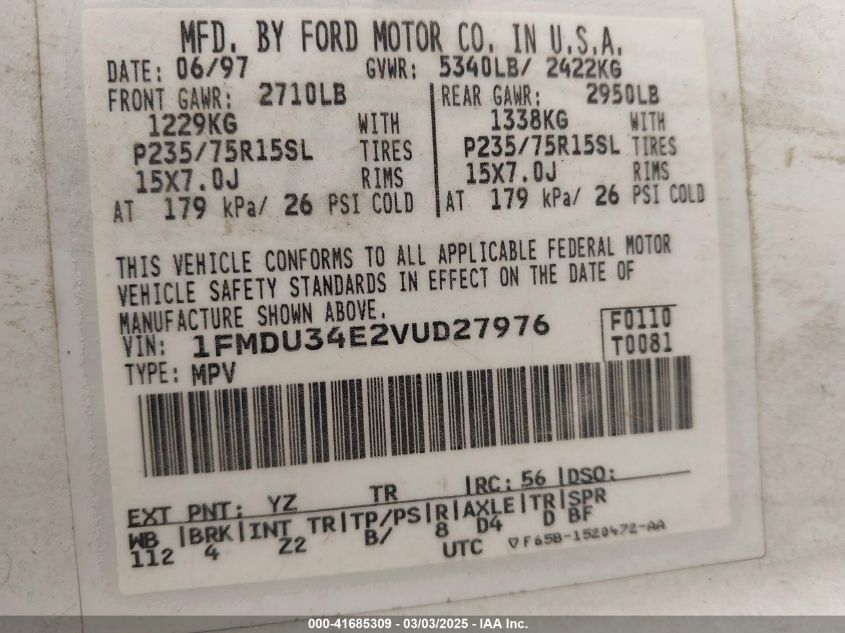 MFD. BY FORD MOTOR CO. IN U.S.A.
DATE: 06/97 GVWR: 5340LB/ 2422KG
FRONT GAWR: 2710LB REAR GAWR: 2950LB
1229KG WITH 1338KG WITH
P235/75R15SL TIRES P235/75R15SL TIRES
15X7.0J RIMS 15X7.0J RIMS
AT 179 kPa/ 26 PSI COLD AT 179 kPa/ 26 PSI COLD
THIS VEHICLE CONFORMS TO ALL APPLICABLE FEDERAL MOTOR
VEHICLE SAFETY STANDARDS IN EFFECT ON THE DATE OF
MANUFACTURE SHOWN ABOVE.
VIN: 1FMDU34E2VUD27976 F0110
TYPE: MPV T0081
EXT PNT: YZ TR RC: 56 DSO:
WB BRK INT TR TP/PS R AXLE TR SPR
112 4 Z2 B/ 8 D4 D BF
UTC ▽F65B-1520472-AA
000-41685309 - 03/03/2025 - IAA Inc.